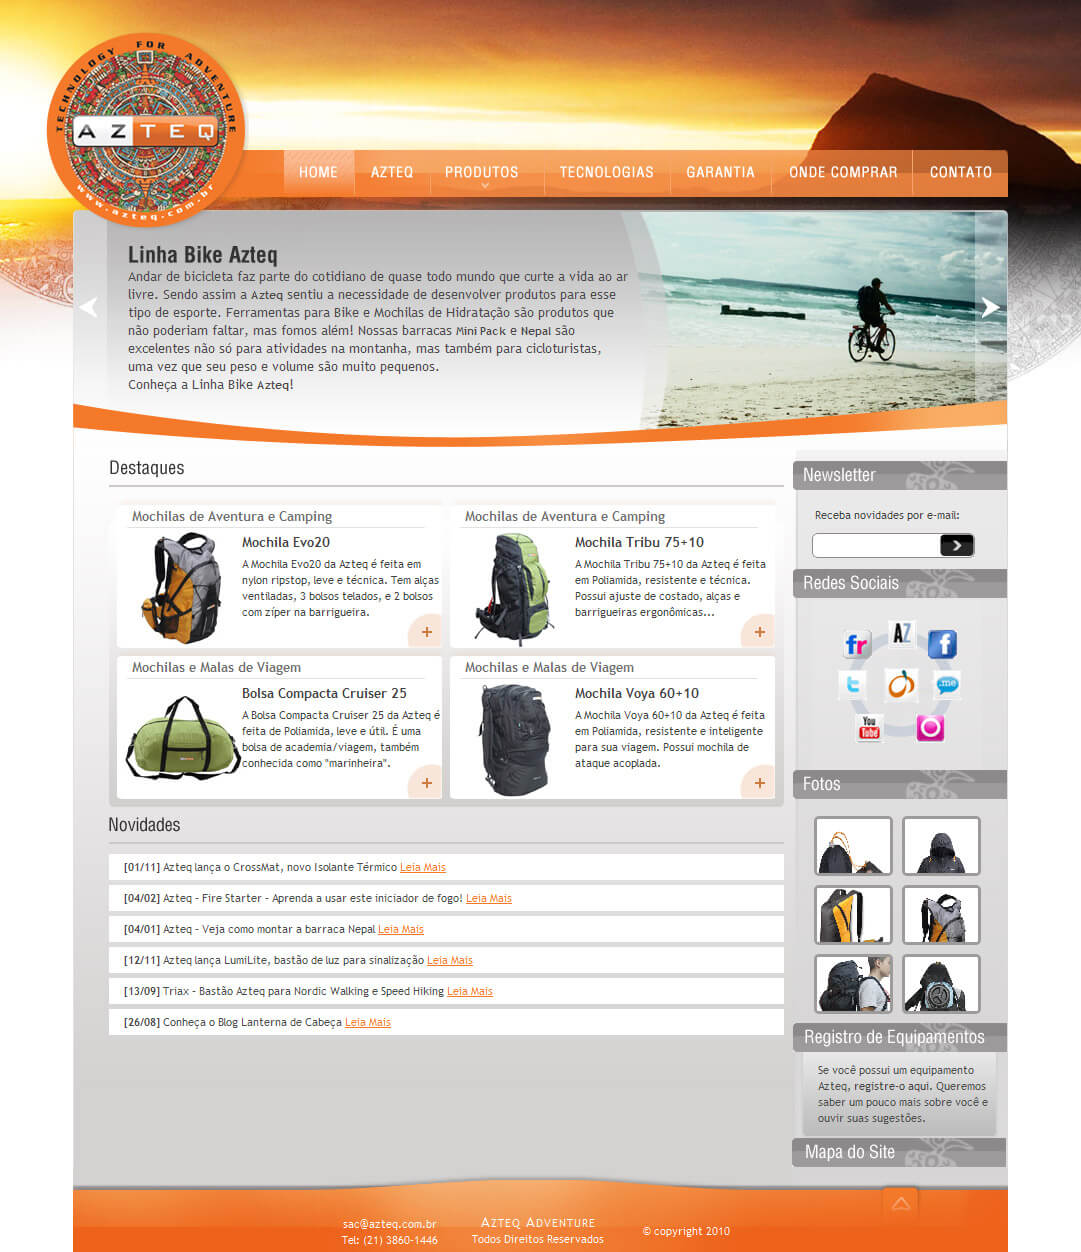 TECHNOLOGY FOR ADVENTURE
AZTEQ
www.azteq.com.br
HOME
AZTEQ
PRODUTOS
TECNOLOGIAS
GARANTIA
ONDE COMPRAR
CONTATO
Linha Bike Azteq
Andar de bicicleta faz parte do cotidiano de quase todo mundo que curte a vida ao ar
livre. Sendo assim a Azteq sentiu a necessidade de desenvolver produtos para esse
tipo de esporte. Ferramentas para Bike e Mochilas de Hidratação são produtos que
não poderiam faltar, mas fomos além! Nossas barracas Mini Pack e Nepal são
excelentes não só para atividades na montanha, mas também para cicloturistas,
uma vez que seu peso e volume são muito pequenos.
Conheça a Linha Bike Azteq!
Destaques
Mochilas de Aventura e Camping
Mochila Evo20
A Mochila Evo20 da Azteq é feita em
nylon ripstop, leve e técnica. Tem alças
ventiladas, 3 bolsos telados, e 2 bolsos
com zíper na barrigueira.
+
Mochilas de Aventura e Camping
Mochila Tribu 75+10
A Mochila Tribu 75+10 da Azteq é feita
em Poliamida, resistente e técnica.
Possui ajuste de costado, alças e
barrigueiras ergonômicas...
+
Mochilas e Malas de Viagem
Bolsa Compacta Cruiser 25
A Bolsa Compacta Cruiser 25 da Azteq é
feita de Poliamida, leve e útil. É uma
bolsa de academia/viagem, também
conhecida como "marinheira".
+
Mochilas e Malas de Viagem
Mochila Voya 60+10
A Mochila Voya 60+10 da Azteq é feita
em Poliamida, resistente e inteligente
para sua viagem. Possui mochila de
ataque acoplada.
+
Novidades
[01/11] Azteq lança o CrossMat, novo Isolante Térmico Leia Mais
[04/02] Azteq - Fire Starter - Aprenda a usar este iniciador de fogo! Leia Mais
[04/01] Azteq - Veja como montar a barraca Nepal Leia Mais
[12/11] Azteq lança LumiLite, bastão de luz para sinalização Leia Mais
[13/09] Triax - Bastão Azteq para Nordic Walking e Speed Hiking Leia Mais
[26/08] Conheça o Blog Lanterna de Cabeça Leia Mais
Newsletter
Receba novidades por e-mail:
Redes Sociais
fr
AZ
f
t
.me
You Tube
Fotos
Registro de Equipamentos
Se você possui um equipamento
Azteq, registre-o aqui. Queremos
saber um pouco mais sobre você e
ouvir suas sugestões.
Mapa do Site
sac@azteq.com.br
Tel: (21) 3860-1446
AZTEQ ADVENTURE
Todos Direitos Reservados
© copyright 2010